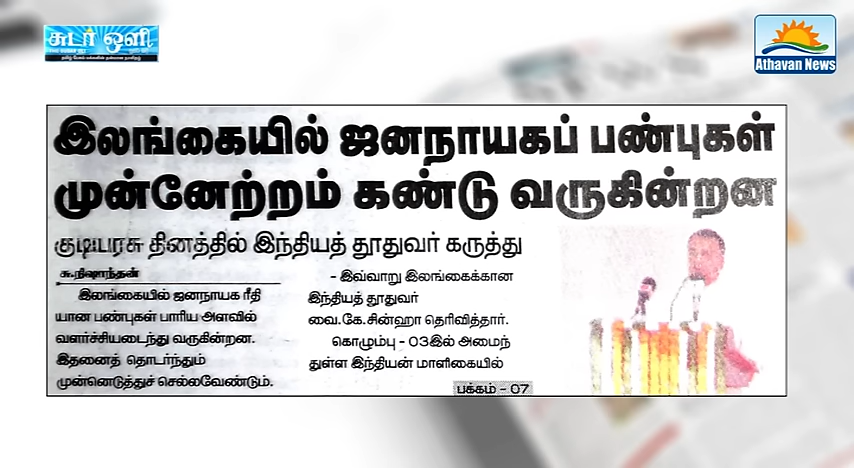 சுடர் ஒளி
Athavan News
இலங்கையில் ஜனநாயகப் பண்புகள்
முன்னேற்றம் கண்டு வருகின்றன
குடியரசு தினத்தில் இந்தியத் தூதுவர் கருத்து
சு.நிஷாந்தன்
இலங்கையில் ஜனநாயக ரீதி
யான பண்புகள் பாரிய அளவில்
வளர்ச்சியடைந்து வருகின்றன.
இதனைத் தொடர்ந்தும்
முன்னெடுத்துச் செல்லவேண்டும்.
- இவ்வாறு இலங்கைக்கான
இந்தியத் தூதுவர்
வை.கே.சின்ஹா தெரிவித்தார்.
கொழும்பு - 03இல் அமைந்
துள்ள இந்தியன் மாளிகையில்
பக்கம் - 07